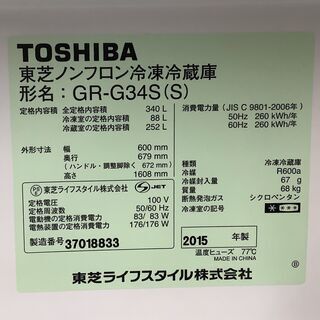 TOSHIBA
東芝ノンフロン冷凍冷蔵庫
形名：GR-G34S(S)
定格内容積 全定格内容積 340 L
冷凍室の定格内容積 88 L
冷蔵室の定格内容積 252 L
消費電力量 (JIS C 9801-2006年)
50Hz 260 kWh/年
60Hz 260 kWh/年
外形寸法 幅 600 mm
奥行 679 mm
(ハンドル・調整脚除く 672 mm)
高さ 1608 mm
種類 冷凍冷蔵庫
冷媒 R600a
冷媒封入量 67 g
質量 68 kg
断熱発泡ガス シクロペンタン
冷凍室の記号
PSE 東芝ライフスタイル株式会社 S-JET
定格電圧 100 V
定格周波数 50/60 Hz
電動機の定格消費電力 83/ 83 W
電熱装置の定格消費電力 176/176 W
製造番号 37018833
2015 年製
温度ヒューズ 77℃
MADE IN CHINA
東芝ライフスタイル株式会社
B